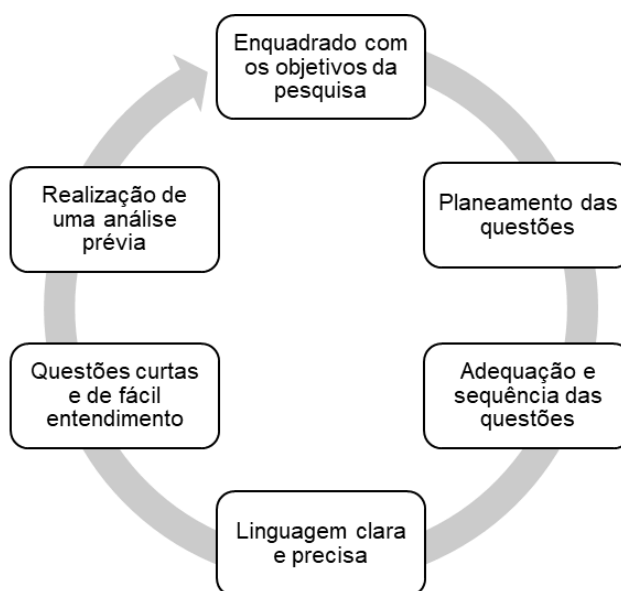 Enquadrado com
os objetivos da
pesquisa
Planeamento das
questões
Adequação e
sequência das
questões
Linguagem clara
e precisa
Questões curtas
e de fácil
entendimento
Realização de
uma análise
prévia